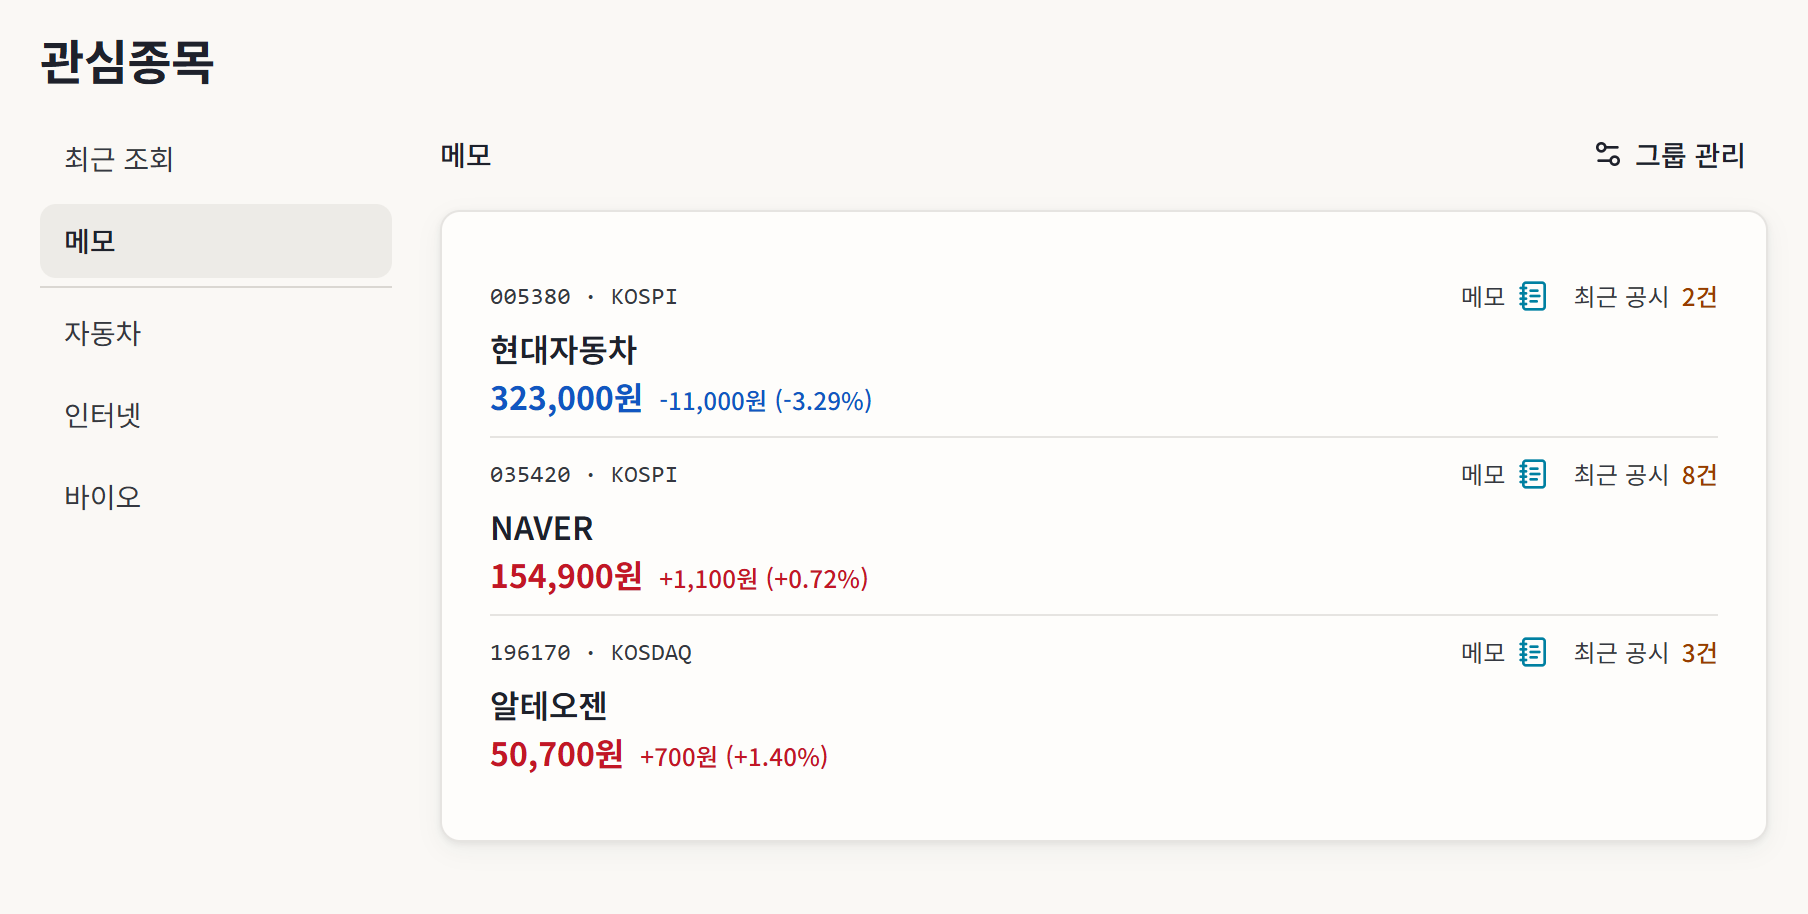 관심종목
최근 조회
메모
자동차
인터넷
바이오
메모
그룹 관리
005380 · KOSPI
메모 최근 공시 2건
현대자동차
323,000원 -11,000원 (-3.29%)
035420 · KOSPI
메모 최근 공시 8건
NAVER
154,900원 +1,100원 (+0.72%)
196170 · KOSDAQ
메모 최근 공시 3건
알테오젠
50,700원 +700원 (+1.40%)